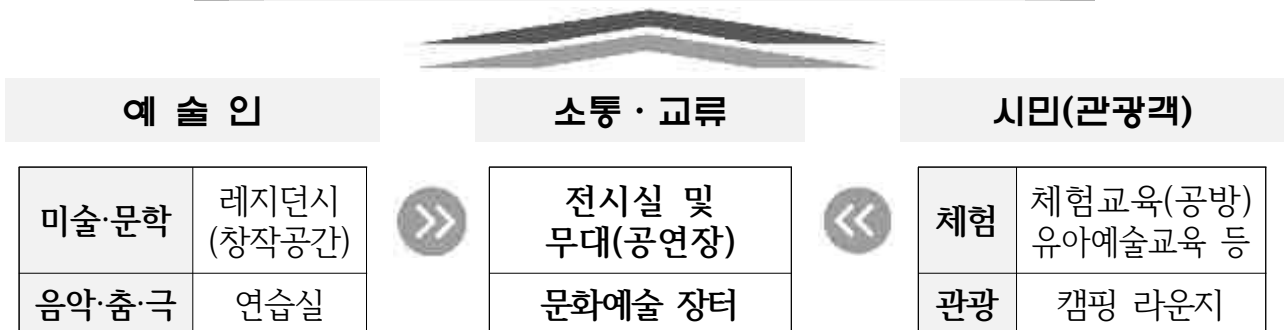 예 술 인
소통 · 교류
시민(관광객)
미술·문학
레지던시
(창작공간)
음악·춤·극
연습실
전시실 및
무대(공연장)
문화예술 장터
체험
체험교육(공방)
유아예술교육 등
관광
캠핑 라운지